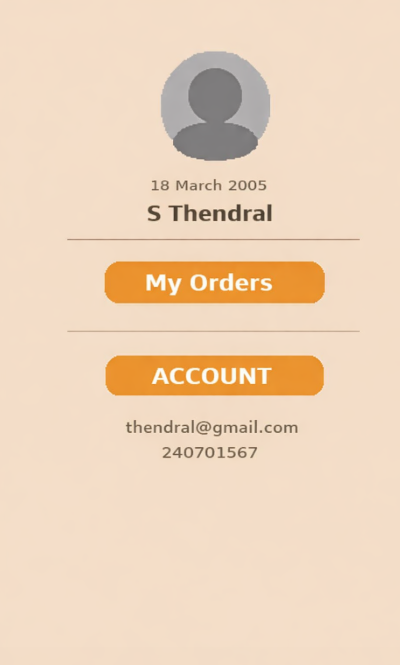 18 March 2005
S Thendral
My Orders
ACCOUNT
thendral@gmail.com
240701567